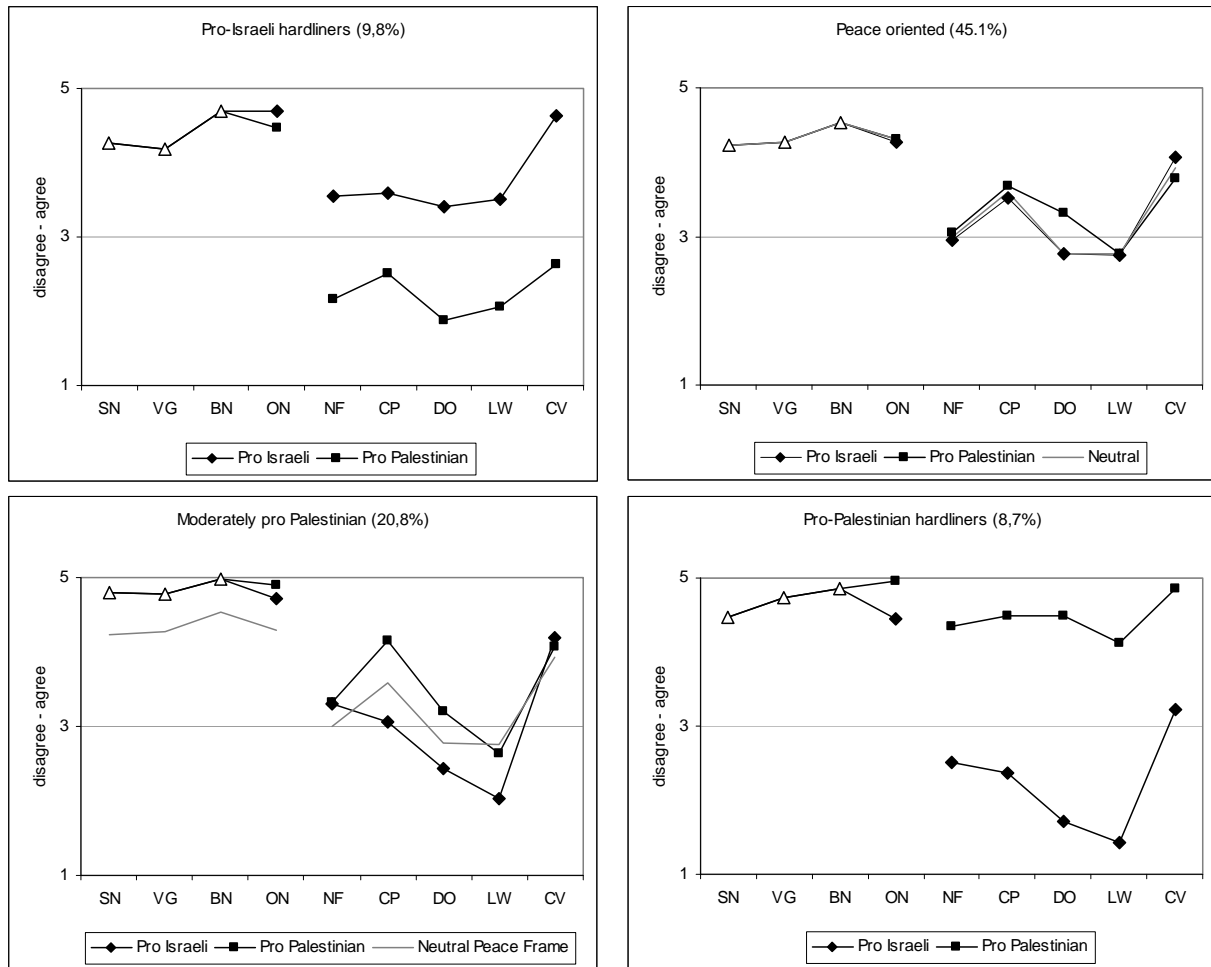 Pro-Israeli hardliners (9,8%)
5
3
1
disagree - agree
SN VG BN ON NF CP DO LW CV
Pro Israeli Pro Palestinian
Peace oriented (45.1%)
5
3
1
disagree - agree
SN VG BN ON NF CP DO LW CV
Pro Israeli Pro Palestinian Neutral
Moderately pro Palestinian (20,8%)
5
3
1
disagree - agree
SN VG BN ON NF CP DO LW CV
Pro Israeli Pro Palestinian Neutral Peace Frame
Pro-Palestinian hardliners (8,7%)
5
3
1
disagree - agree
SN VG BN ON NF CP DO LW CV
Pro Israeli Pro Palestinian